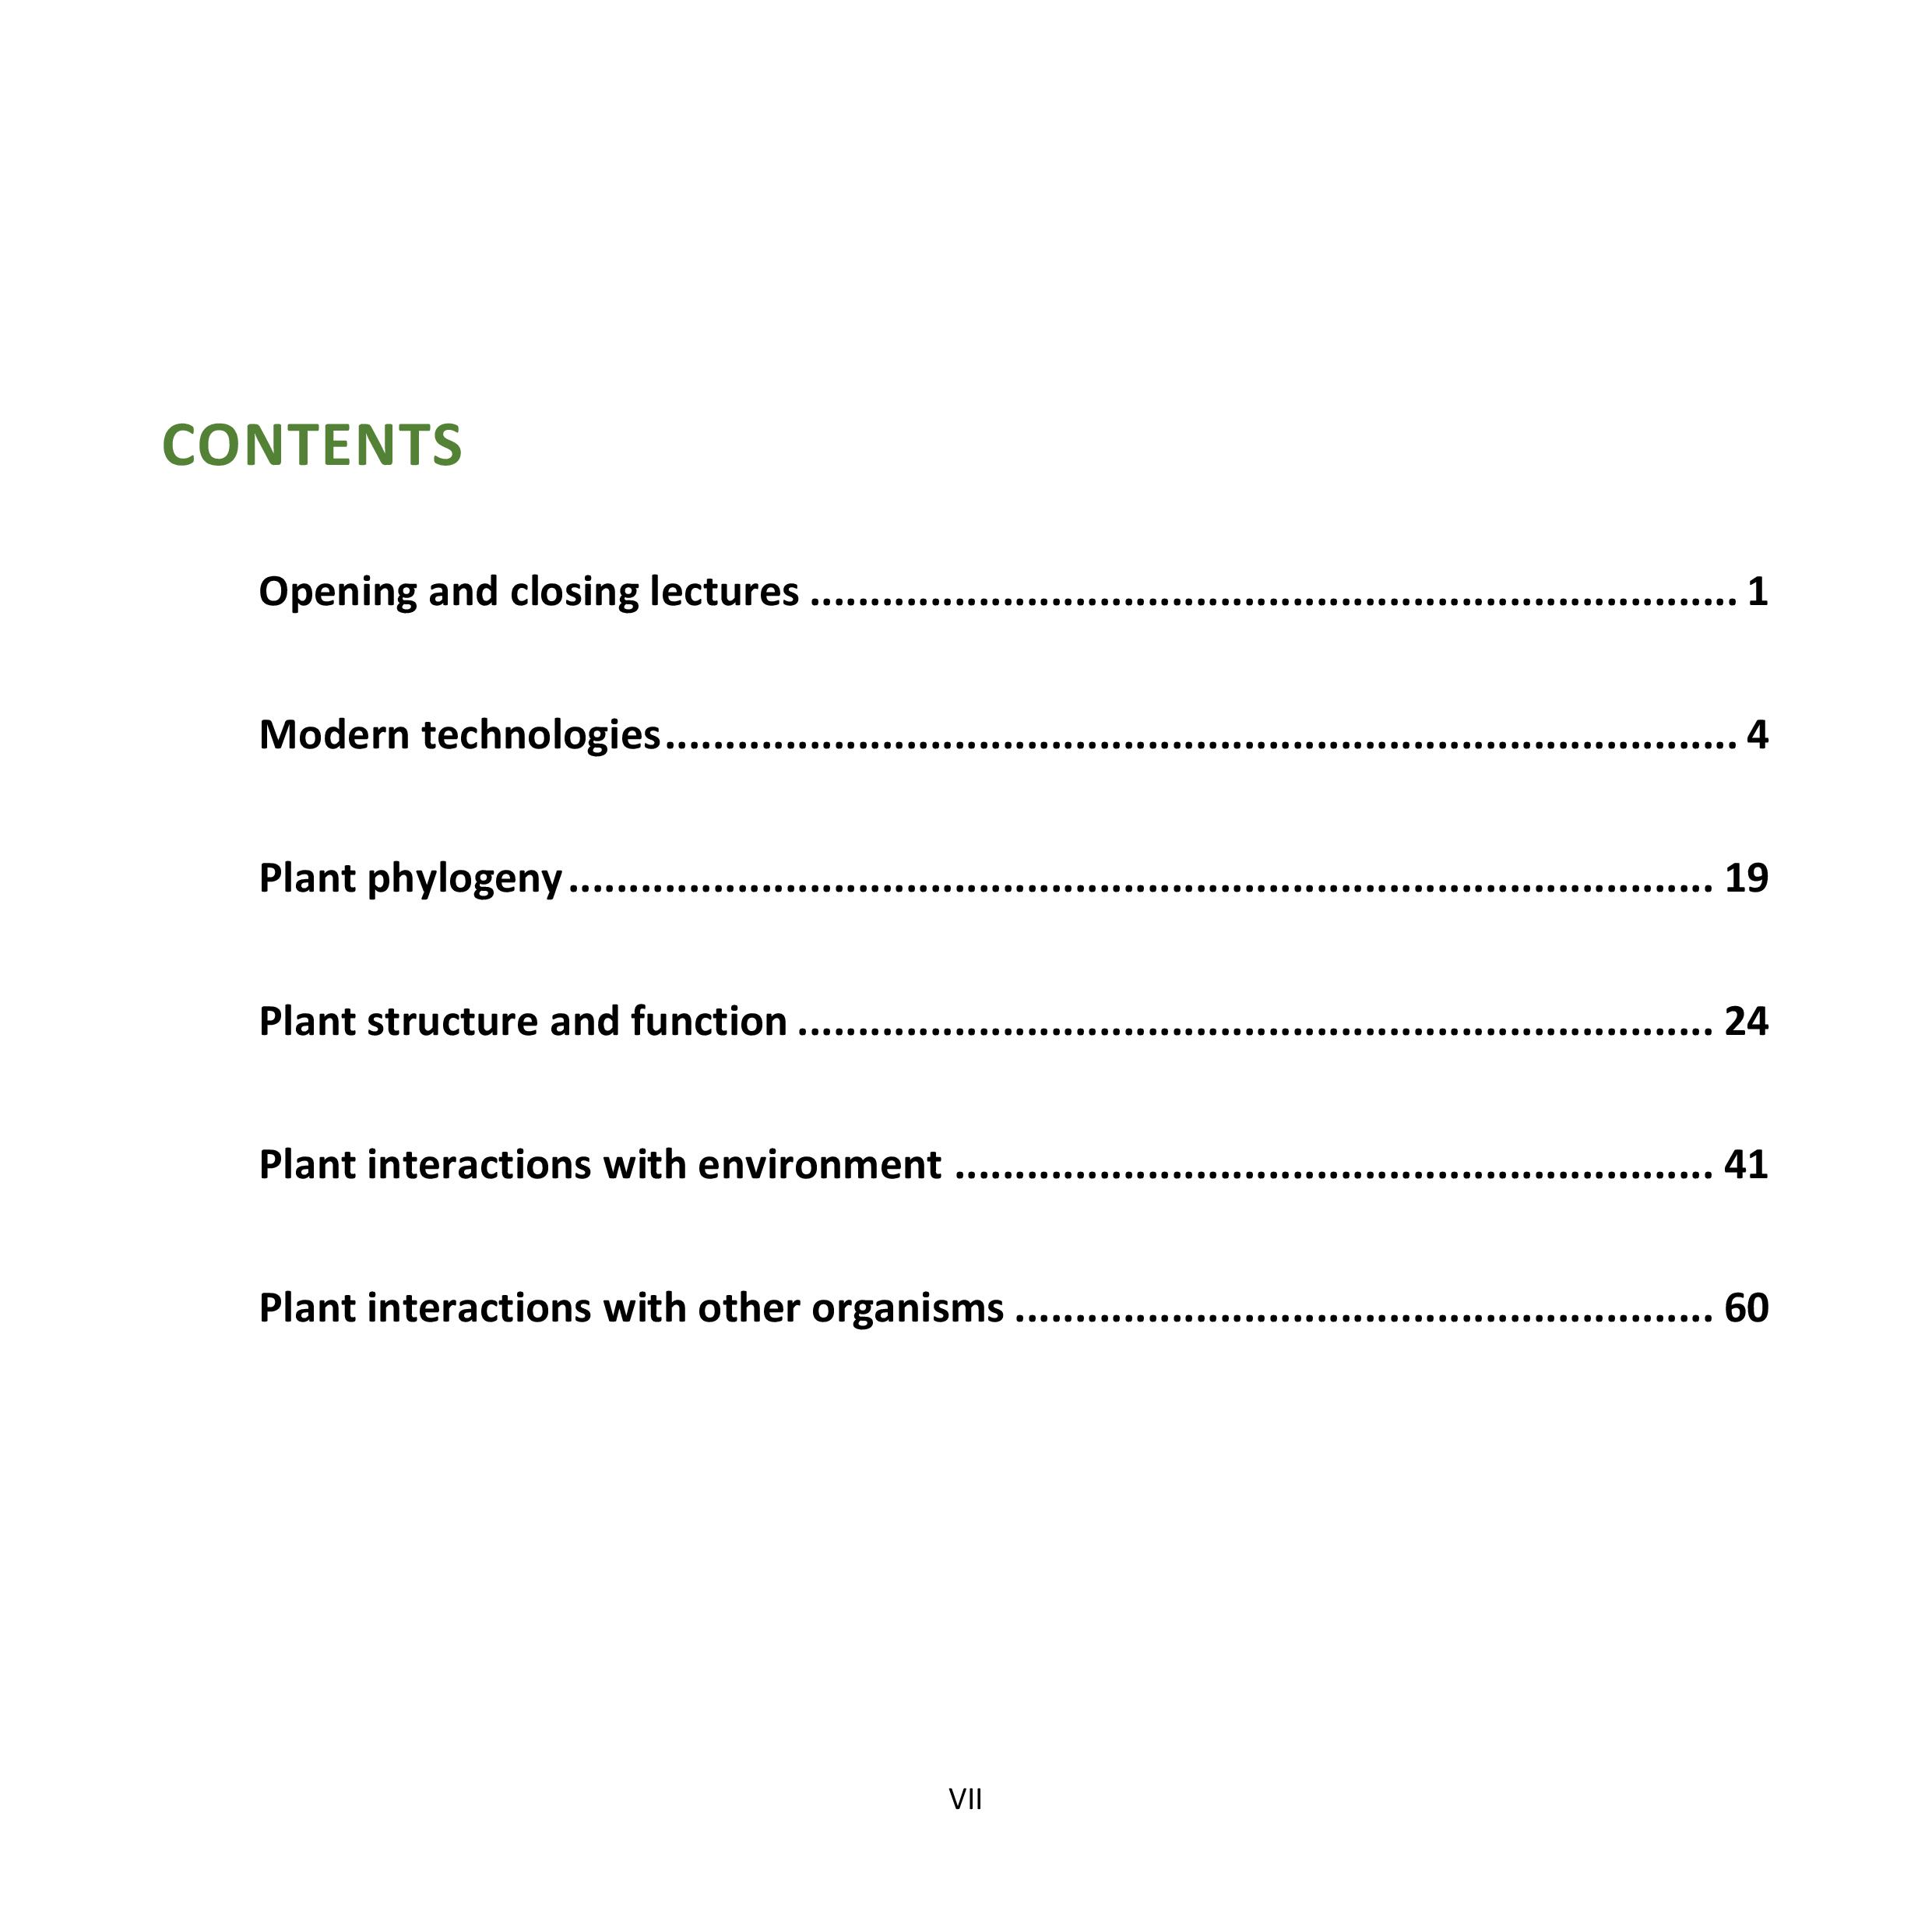 CONTENTS
Opening and closing lectures ............................................................................. 1
Modern technologies......................................................................................... 4
Plant phylogeny............................................................................................... 19
Plant structure and function ............................................................................ 24
Plant interactions with environment ............................................................... 41
Plant interactions with other organisms .......................................................... 60
VII